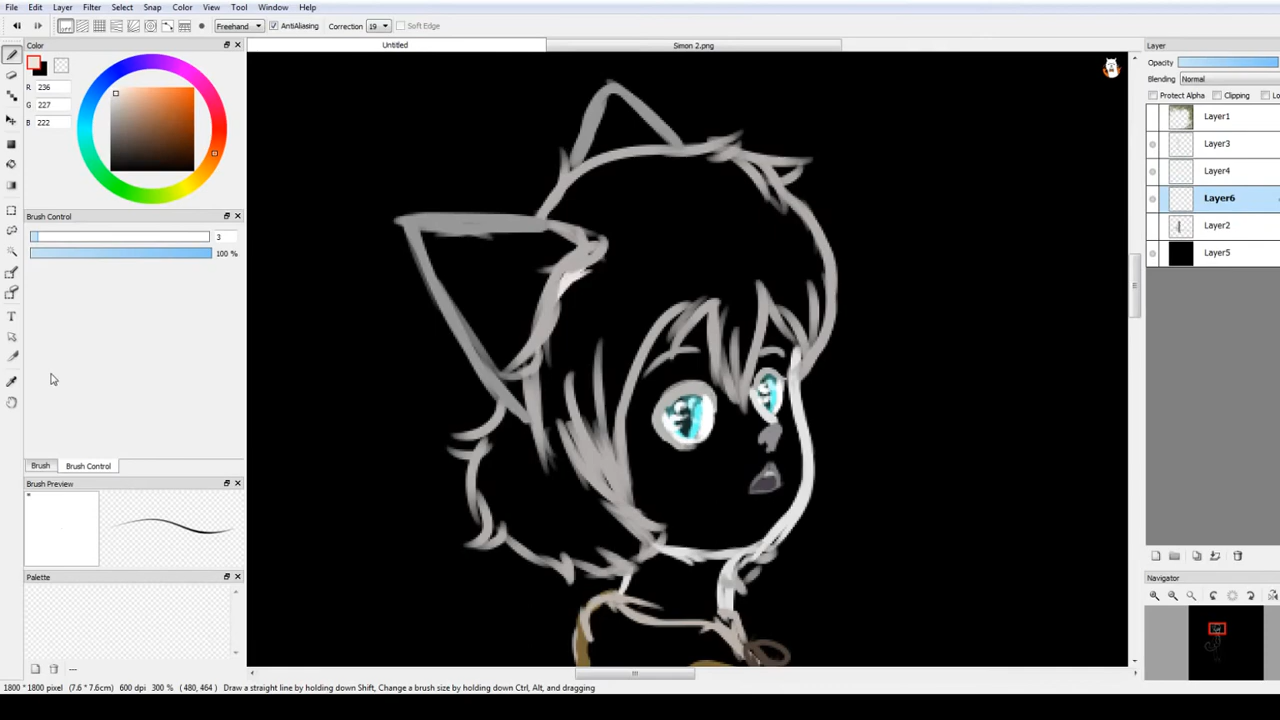 File Edit Layer Filter Select Snap Color View Tool Window Help
Freehand AntiAliasing Correction 19 Soft Edge
Color
Untitled
Simon 2.png
Layer
R 236
G 227
B 222
Opacity
Blending Normal
Protect Alpha Clipping Lo
Layer1
Layer3
Layer4
Layer6
Layer2
Layer5
Brush Control
3
100 %
Brush Brush Control
Brush Preview
Palette
Navigator
1800 * 1800 pixel (7.6 * 7.6cm) 600 dpi 300 % ( 480, 464 ) Draw a straight line by holding down Shift, Change a brush size by holding down Ctrl, Alt, and dragging